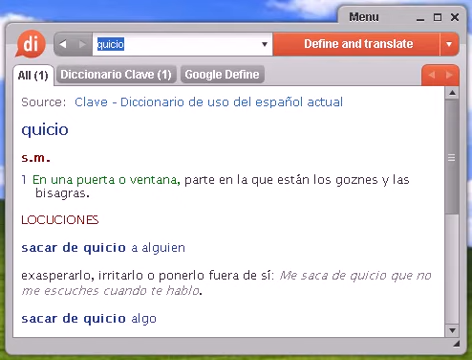 Menu
di
quicio
Define and translate
All (1)
Diccionario Clave (1)
Google Define
Source: Clave - Diccionario de uso del español actual
quicio
s.m.
1 En una puerta o ventana, parte en la que están los goznes y las
bisagras.
LOCUCIONES
sacar de quicio a alguien
exasperarlo, irritarlo o ponerlo fuera de sí: Me saca de quicio que no
me escuches cuando te hablo.
sacar de quicio algo